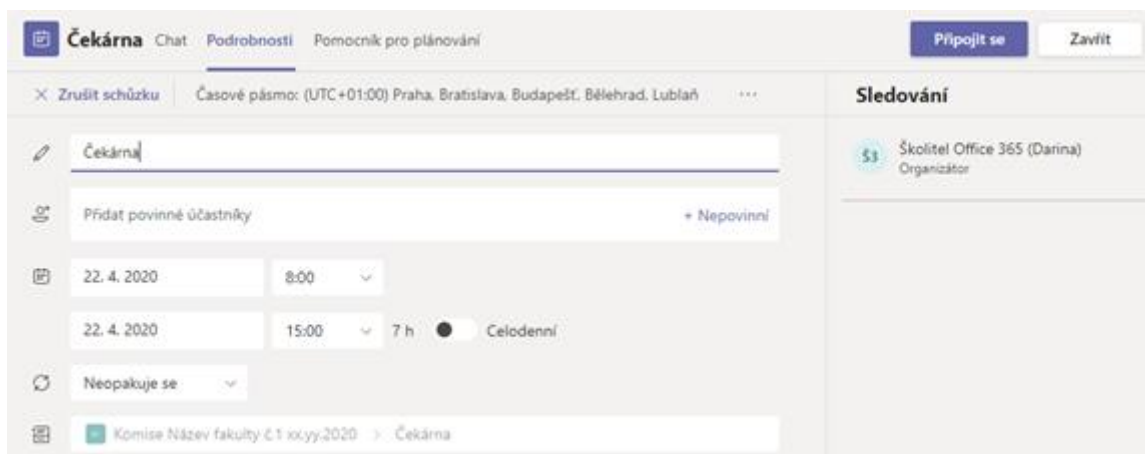 Čekárna Chat Podrobnosti Pomocník pro plánování Připojit se Zavřít
Zrušit schůzku Časové pásmo: (UTC+01:00) Praha, Bratislava, Budapešť, Bělehrad, Lublaň ...
Sledování
Čekárna
Š3 Školitel Office 365 (Darina)
Organizátor
Přidat povinné účastníky + Nepovinní
22. 4. 2020 8:00
22. 4. 2020 15:00 7 h Celodenní
Neopakuje se
Komise Název fakulty č.1 xx.yy.2020 > Čekárna